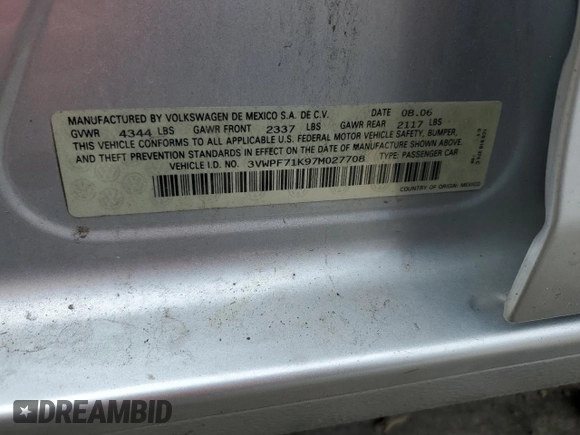 MANUFACTURED BY VOLKSWAGEN DE MEXICO S.A. DE C.V. DATE 08.06
GVWR 4344 LBS GAWR FRONT 2337 LBS GAWR REAR 2117 LBS
THIS VEHICLE CONFORMS TO ALL APPLICABLE U.S. FEDERAL MOTOR VEHICLE SAFETY, BUMPER,
AND THEFT PREVENTION STANDARDS IN EFFECT ON THE DATE OF MANUFACTURE SHOWN ABOVE.
VEHICLE I.D. NO. 3VWPF71K97M027708 TYPE: PASSENGER CAR
COUNTRY OF ORIGIN: MEXICO
DREAMBID